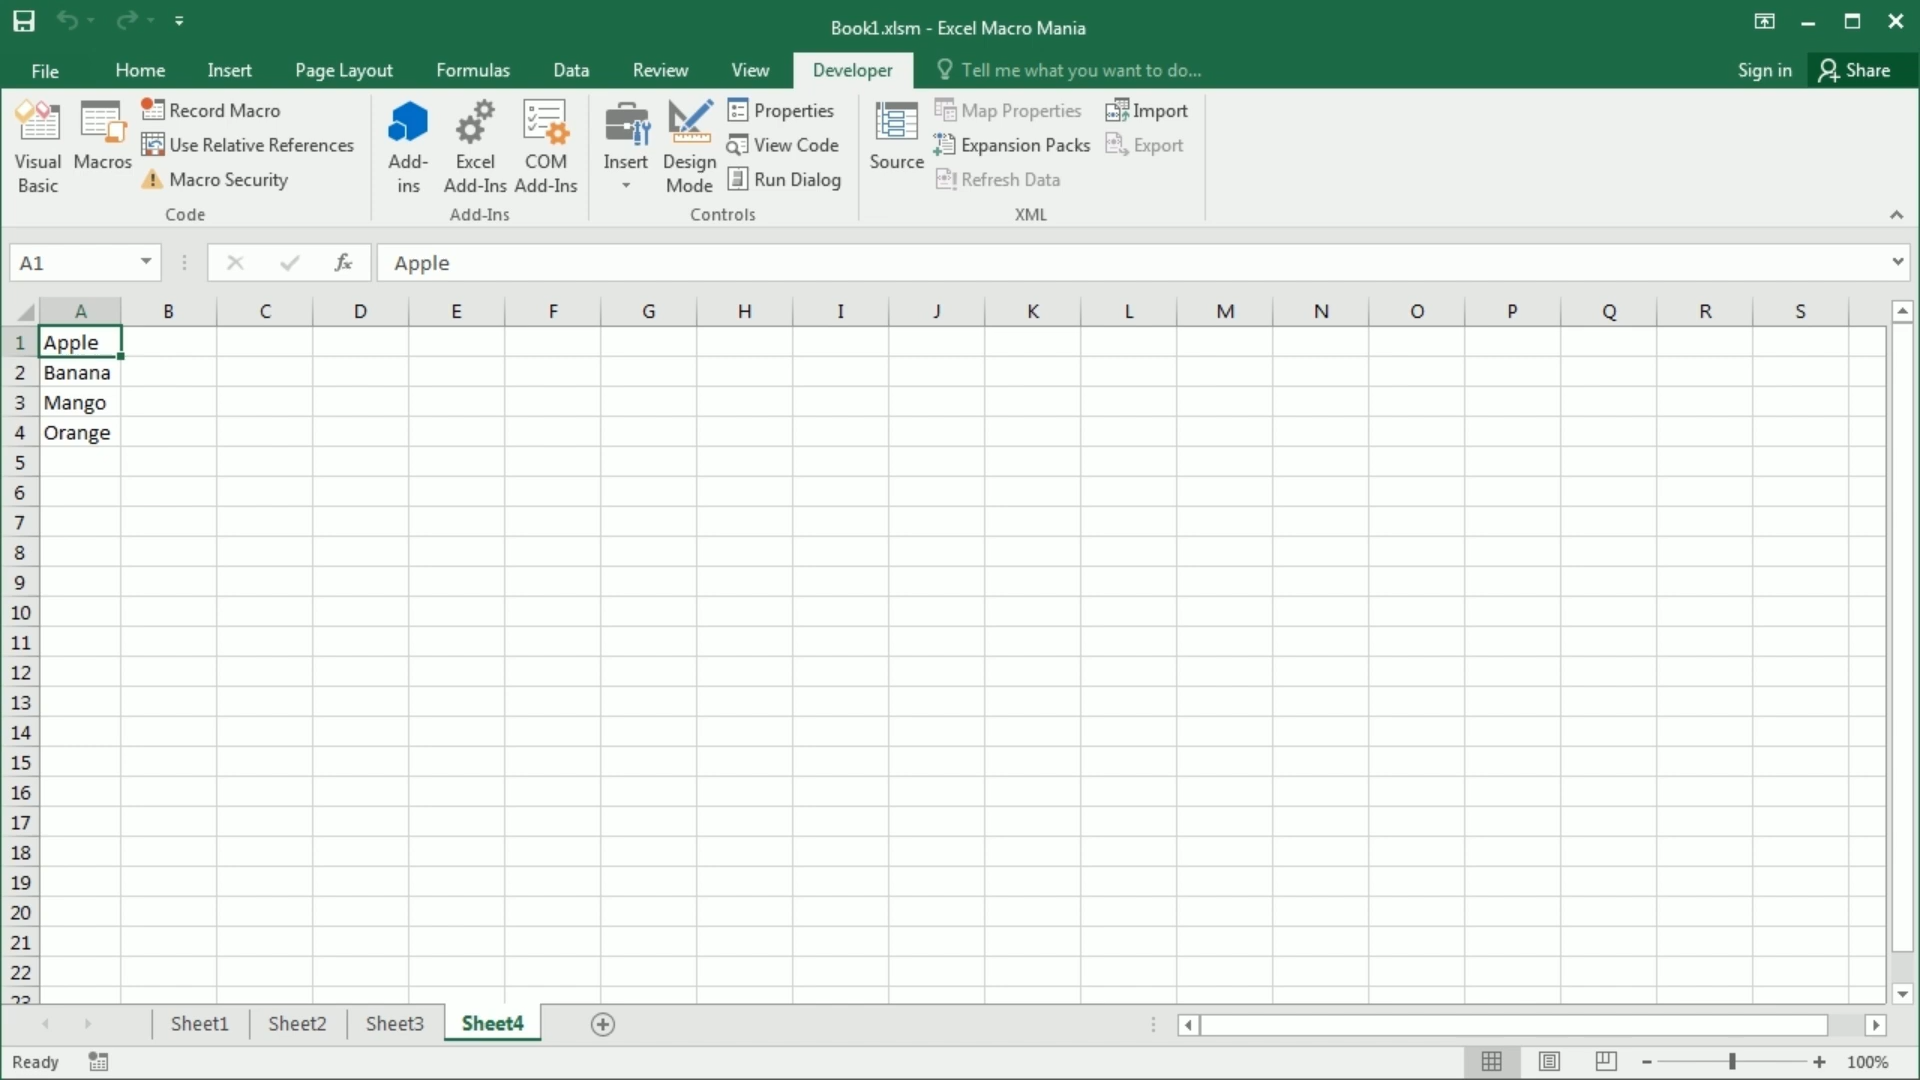 Book1.xlsm - Excel Macro Mania
File Home Insert Page Layout Formulas Data Review View Developer Tell me what you want to do... Sign in Share
Visual Basic
Macros
Record Macro
Use Relative References
Macro Security
Code
Add-ins
Excel Add-Ins
COM Add-Ins
Add-Ins
Insert
Design Mode
Properties
View Code
Run Dialog
Controls
Source
Map Properties
Expansion Packs
Refresh Data
Import
Export
XML
A1 fx Apple
A B C D E F G H I J K L M N O P Q R S
1 Apple
2 Banana
3 Mango
4 Orange
5
6
7
8
9
10
11
12
13
14
15
16
17
18
19
20
21
22
23
Sheet1 Sheet2 Sheet3 Sheet4
Ready 100%